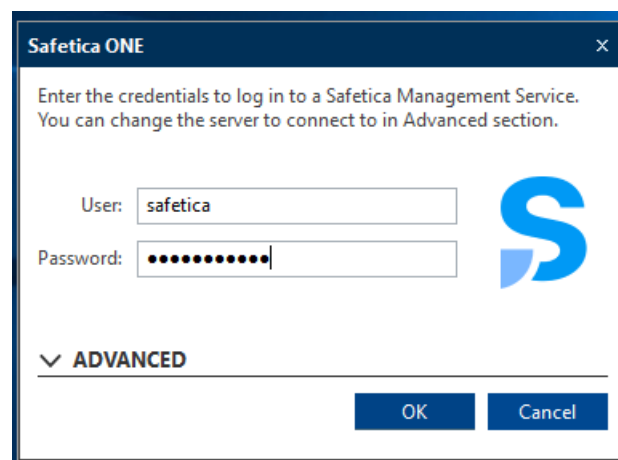 Safetica ONE
Enter the credentials to log in to a Safetica Management Service.
You can change the server to connect to in Advanced section.
User: safetica
Password: ●●●●●●●●●●●
ADVANCED
OK Cancel